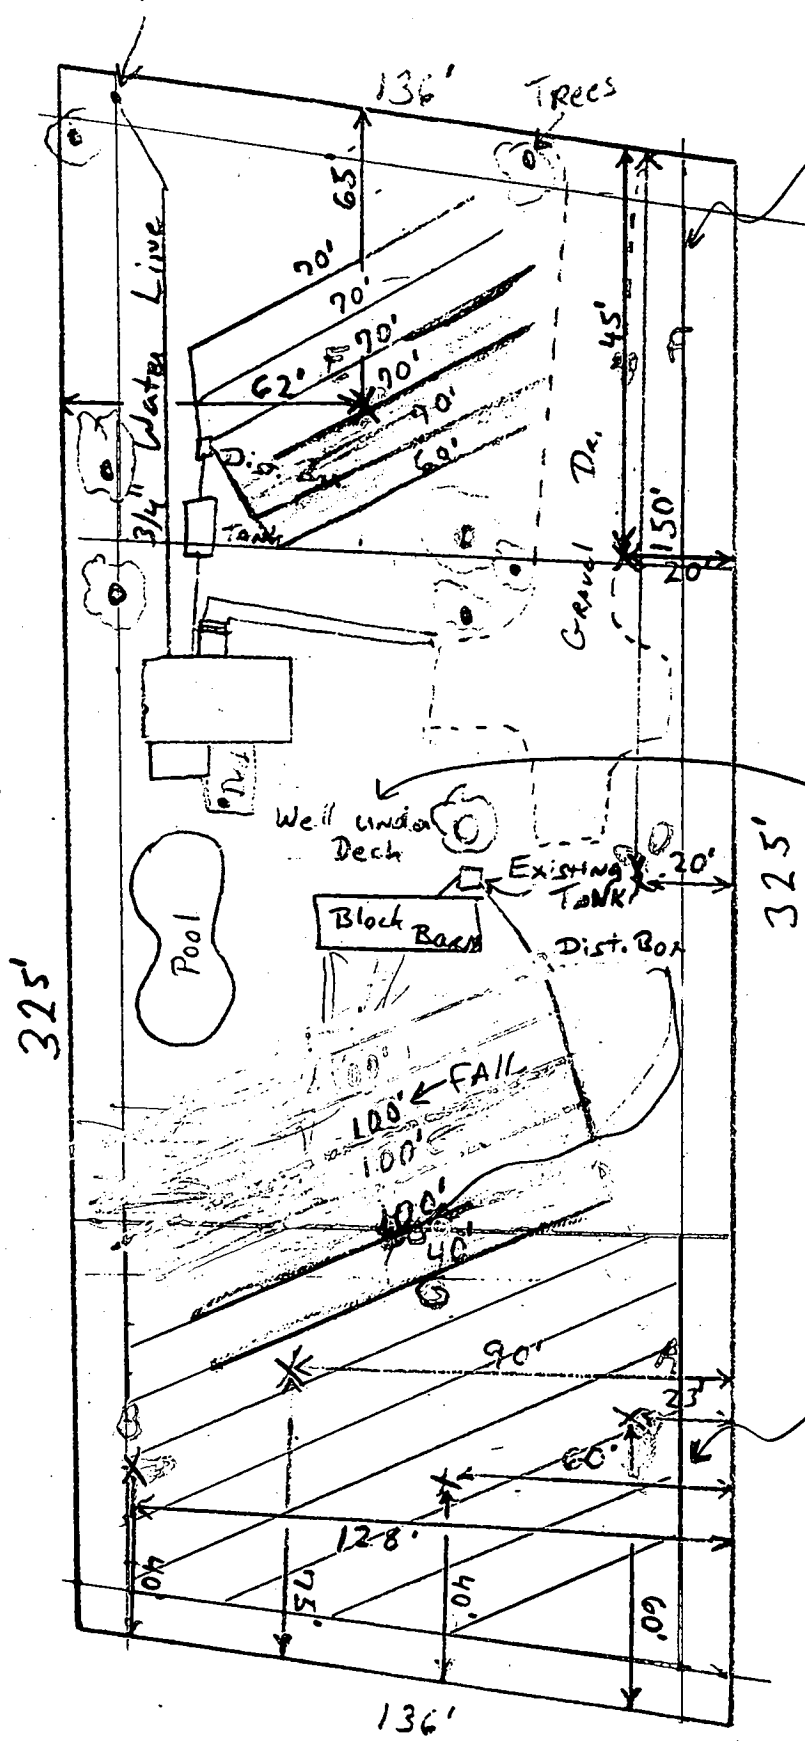 136'
TREES
65'
3/4" Water Line
70'
70'
70'
70'
70'
60'
62'
45'
150'
20'
GRAVEL DR.
TANK
Well under
Deck
Existing
TANK
20'
Block Barn
Dist. Box
Pool
325'
325'
FALL
100'
100'
100'
40'
90'
23'
60'
128'
40'
75'
40'
60'
136'